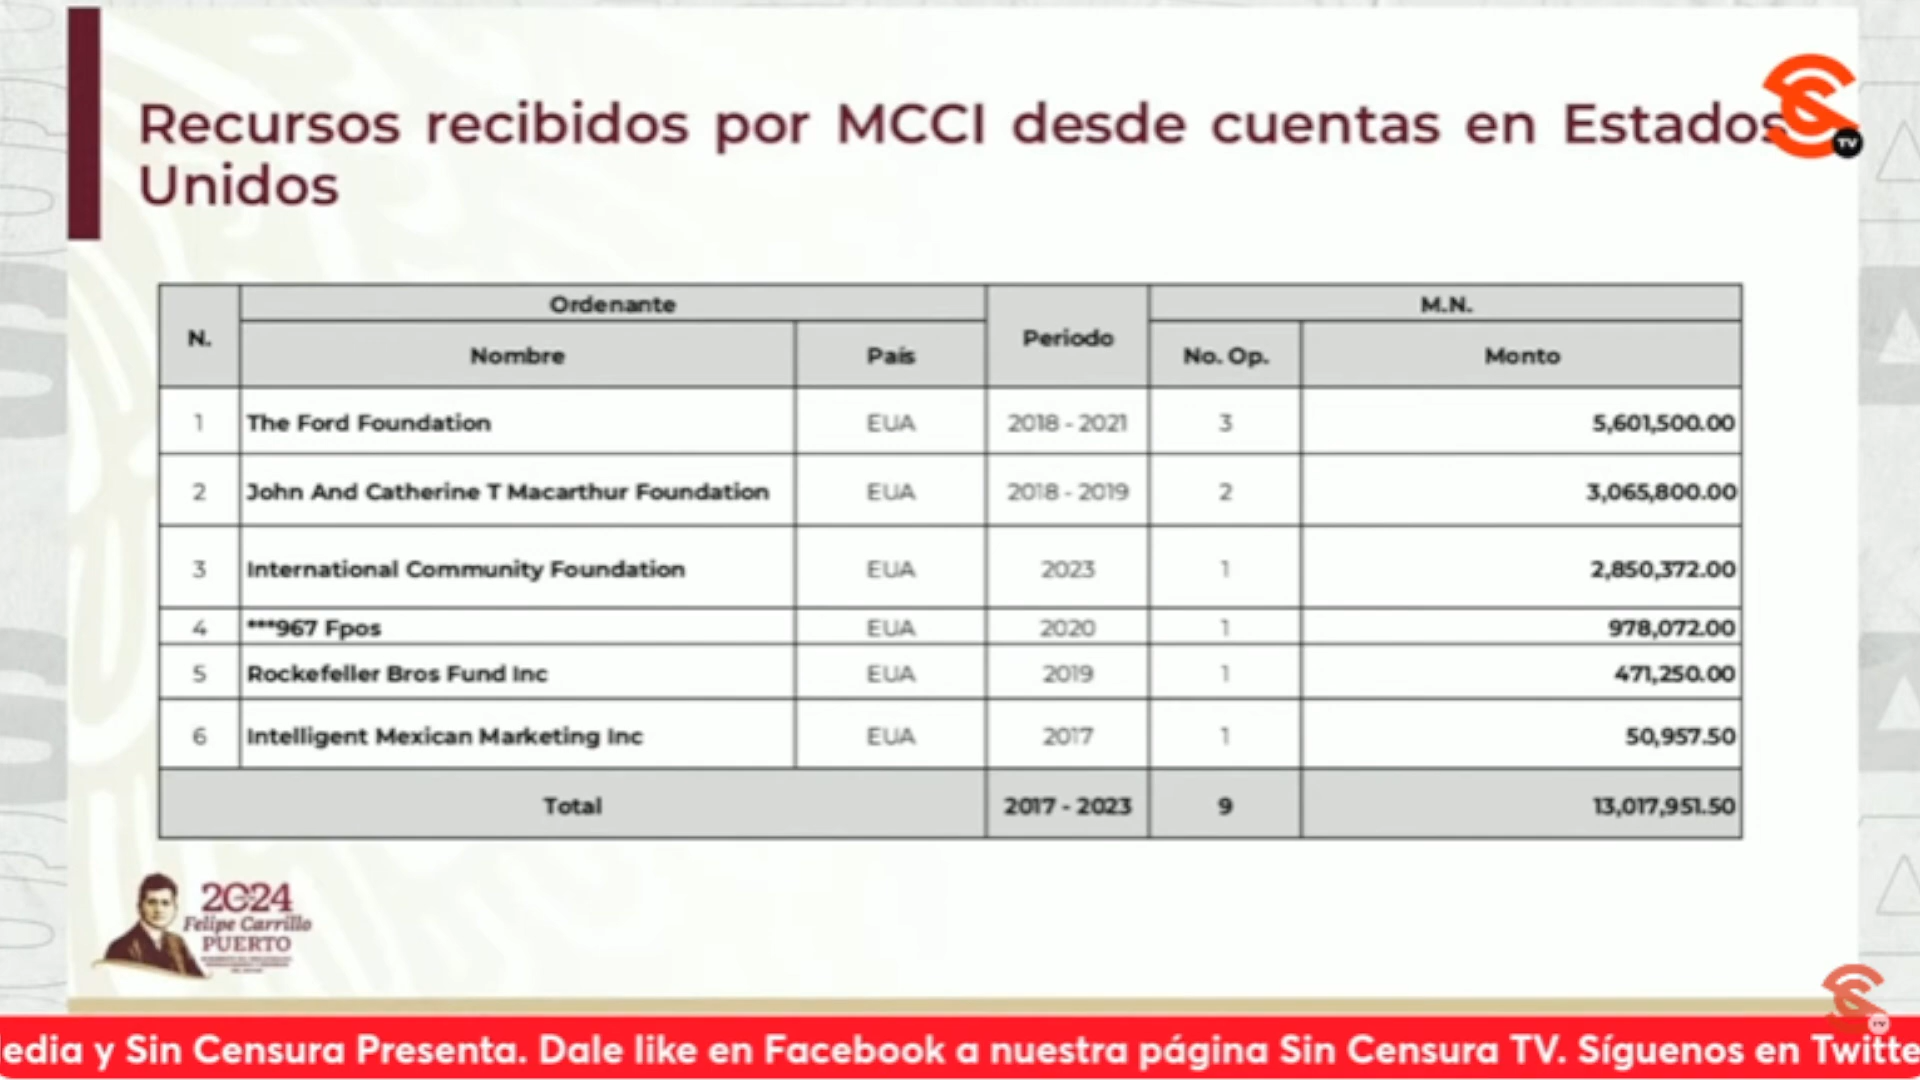 Recursos recibidos por MCCI desde cuentas en Estados
Unidos
TV
N. Ordenante Periodo M.N.
Nombre País No. Op. Monto
1 The Ford Foundation EUA 2018 - 2021 3 5,601,500.00
2 John And Catherine T Macarthur Foundation EUA 2018 - 2019 2 3,065,800.00
3 International Community Foundation EUA 2023 1 2,850,372.00
4 ***967 Fpos EUA 2020 1 978,072.00
5 Rockefeller Bros Fund Inc EUA 2019 1 471,250.00
6 Intelligent Mexican Marketing Inc EUA 2017 1 50,957.50
Total 2017 - 2023 9 13,017,951.50
2024
Felipe Carrillo
PUERTO
TV
edia y Sin Censura Presenta. Dale like en Facebook a nuestra página Sin Censura TV. Síguenos en Twitte